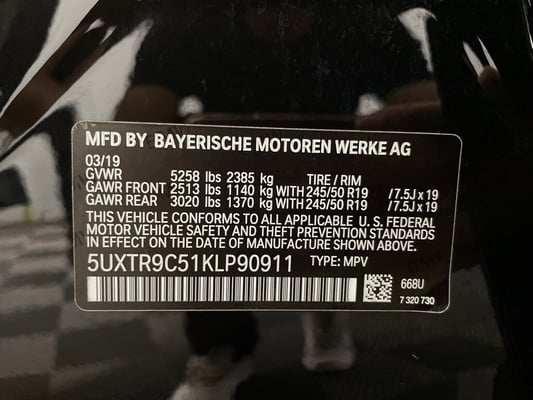 MFD BY BAYERISCHE MOTOREN WERKE AG
03/19
GVWR 5258 lbs 2385 kg TIRE / RIM
GAWR FRONT 2513 lbs 1140 kg WITH 245/50 R19 /7.5J x 19
GAWR REAR 3020 lbs 1370 kg WITH 245/50 R19 /7.5J x 19
THIS VEHICLE CONFORMS TO ALL APPLICABLE U. S. FEDERAL
MOTOR VEHICLE SAFETY AND THEFT PREVENTION STANDARDS
IN EFFECT ON THE DATE OF MANUFACTURE SHOWN ABOVE.
5UXTR9C51KLP90911 TYPE: MPV
668U
7 320 730